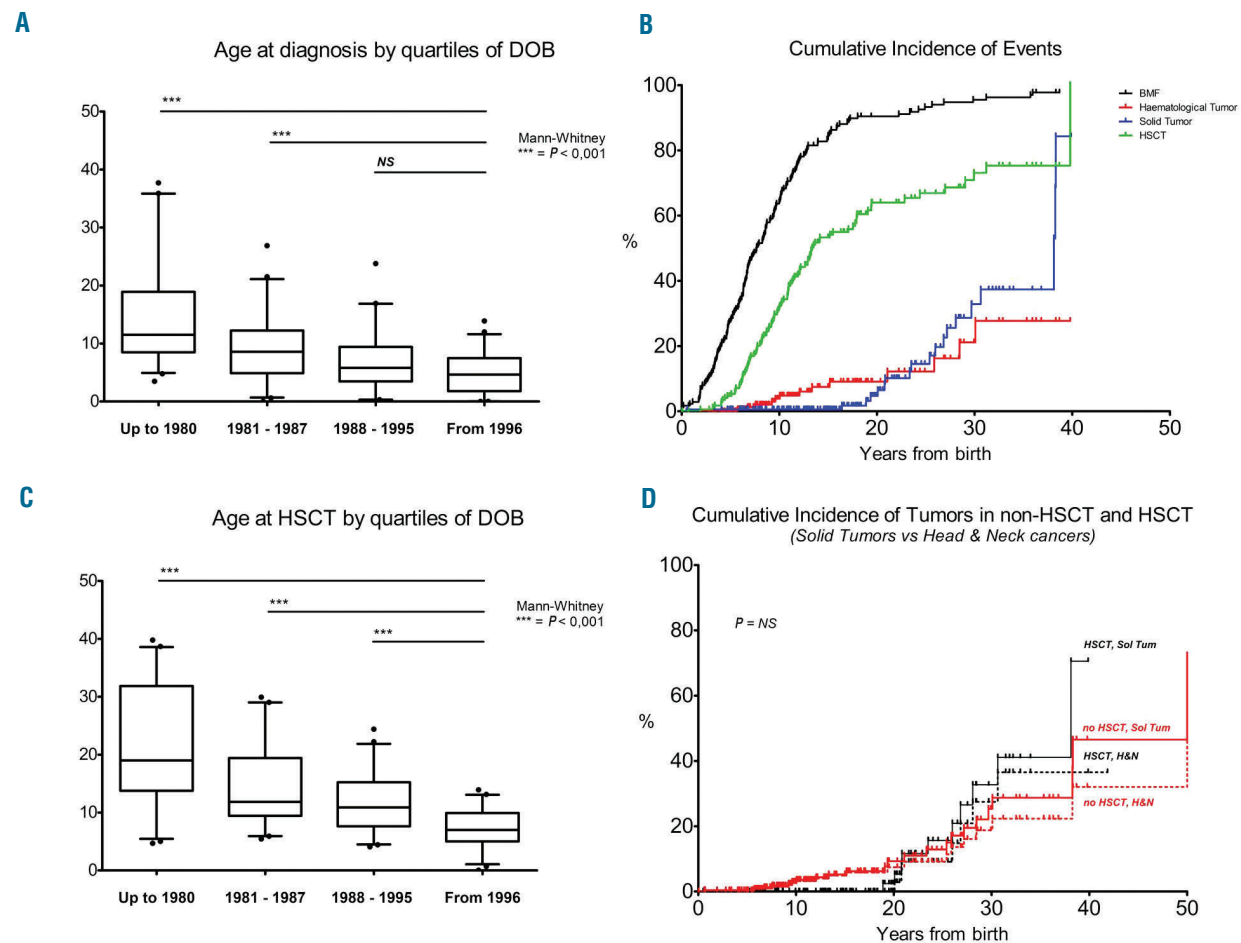 A
Age at diagnosis by quartiles of DOB
***
***
NS
Mann-Whitney
*** = P < 0,001
50
40
30
20
10
0
Up to 1980
1981 - 1987
1988 - 1995
From 1996
B
Cumulative Incidence of Events
BMF
Haematological Tumor
Solid Tumor
HSCT
%
100
80
60
40
20
0
0 10 20 30 40 50
Years from birth
C
Age at HSCT by quartiles of DOB
***
***
***
Mann-Whitney
*** = P < 0,001
50
40
30
20
10
0
Up to 1980
1981 - 1987
1988 - 1995
From 1996
D
Cumulative Incidence of Tumors in non-HSCT and HSCT
(Solid Tumors vs Head & Neck cancers)
P = NS
HSCT, Sol Tum
no HSCT, Sol Tum
HSCT, H&N
no HSCT, H&N
%
100
80
60
40
20
0
0 10 20 30 40 50
Years from birth